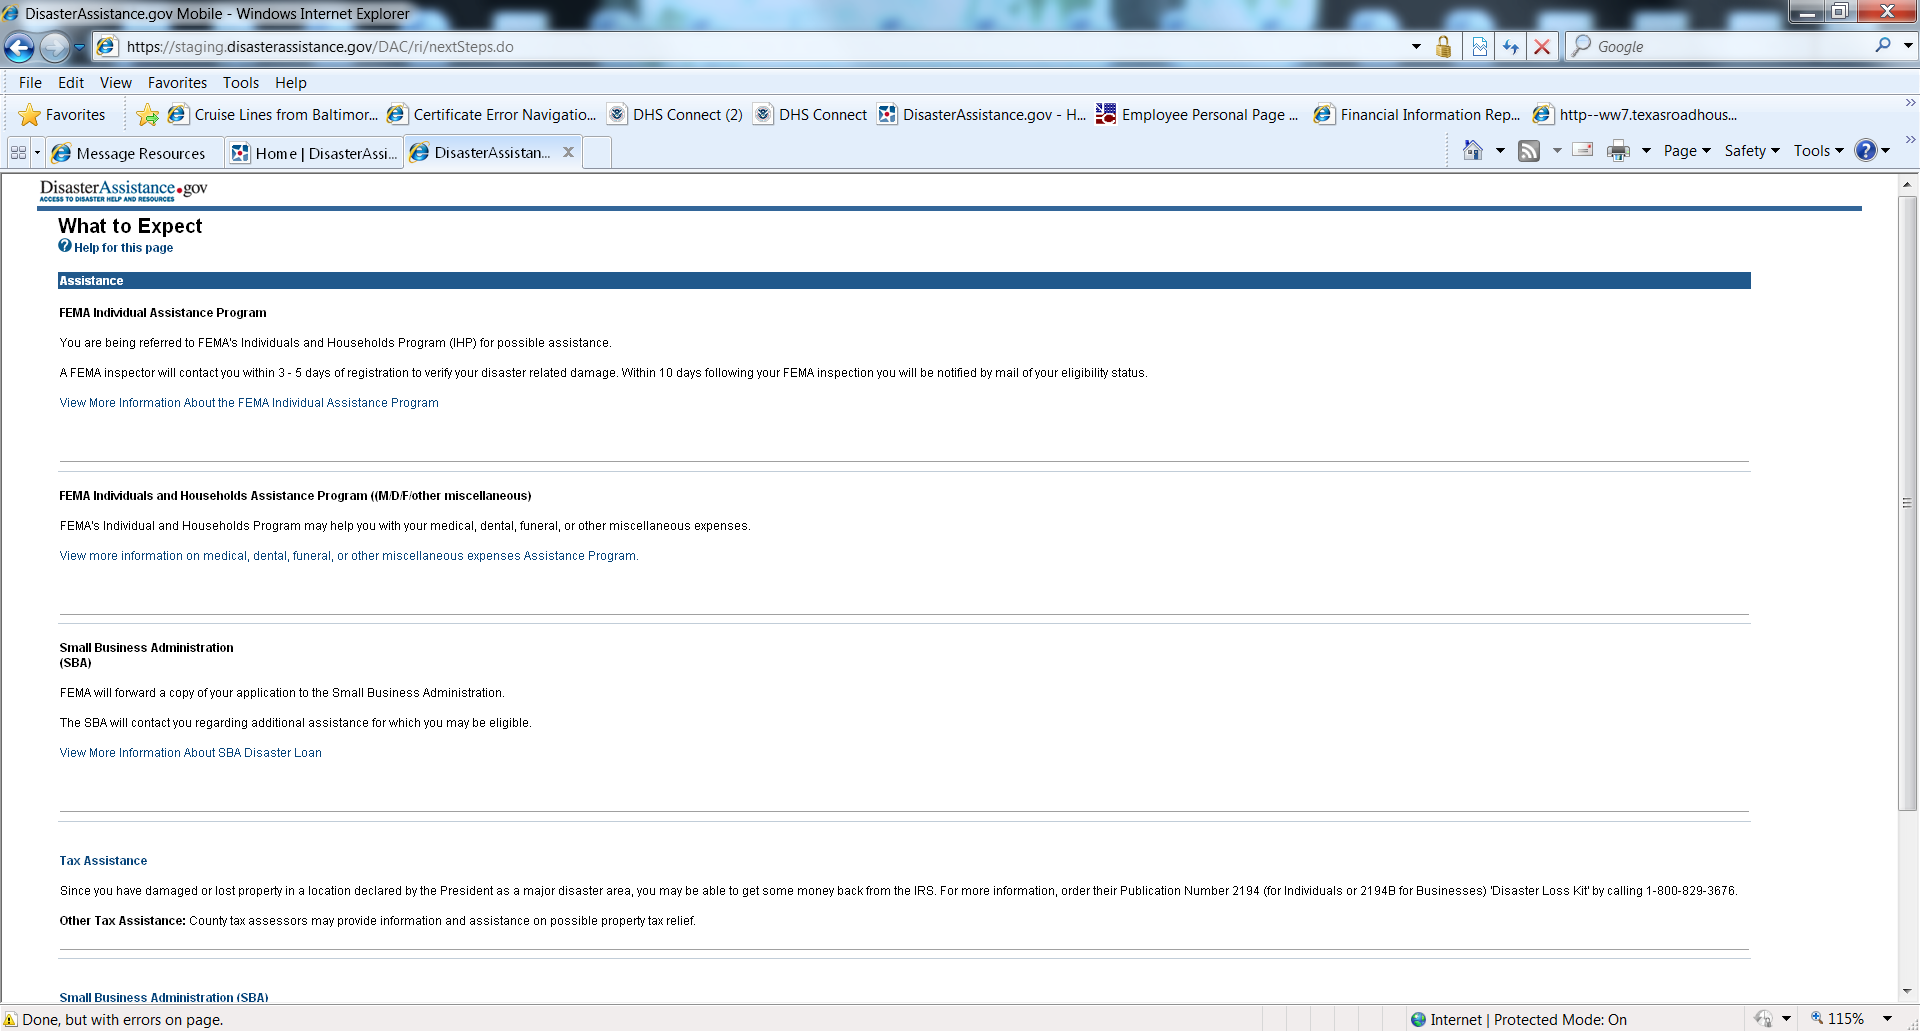 DisasterAssistance.gov Mobile - Windows Internet Explorer
https://staging.disasterassistance.gov/DAC/ri/nextSteps.do
Google
File Edit View Favorites Tools Help
Favorites Cruise Lines from Baltimor... Certificate Error Navigatio... DHS Connect (2) DHS Connect DisasterAssistance.gov - H... Employee Personal Page ... Financial Information Rep... http--ww7.texasroadhous...
Message Resources Home | DisasterAssi... DisasterAssistan... Page Safety Tools
DisasterAssistance.gov
ACCESS TO DISASTER HELP AND RESOURCES
What to Expect
Help for this page
Assistance
FEMA Individual Assistance Program
You are being referred to FEMA's Individuals and Households Program (IHP) for possible assistance.
A FEMA inspector will contact you within 3 - 5 days of registration to verify your disaster related damage. Within 10 days following your FEMA inspection you will be notified by mail of your eligibility status.
View More Information About the FEMA Individual Assistance Program
FEMA Individuals and Households Assistance Program ((M/D/F/other miscellaneous)
FEMA's Individual and Households Program may help you with your medical, dental, funeral, or other miscellaneous expenses.
View more information on medical, dental, funeral, or other miscellaneous expenses Assistance Program.
Small Business Administration
(SBA)
FEMA will forward a copy of your application to the Small Business Administration.
The SBA will contact you regarding additional assistance for which you may be eligible.
View More Information About SBA Disaster Loan
Tax Assistance
Since you have damaged or lost property in a location declared by the President as a major disaster area, you may be able to get some money back from the IRS. For more information, order their Publication Number 2194 (for Individuals or 2194B for Businesses) 'Disaster Loss Kit' by calling 1-800-829-3676.
Other Tax Assistance: County tax assessors may provide information and assistance on possible property tax relief.
Small Business Administration (SBA)
Done, but with errors on page.
Internet | Protected Mode: On
115%